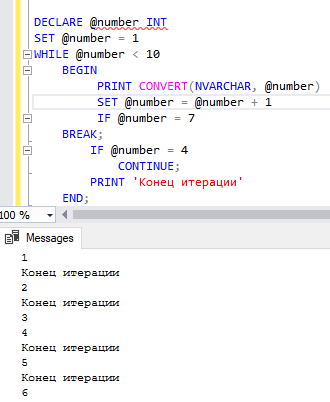 DECLARE @number INT
SET @number = 1
WHILE @number < 10
BEGIN
PRINT CONVERT(NVARCHAR, @number)
SET @number = @number + 1
IF @number = 7
BREAK;
IF @number = 4
CONTINUE;
PRINT 'Конец итерации'
END;
100 %
Messages
1
Конец итерации
2
Конец итерации
3
4
Конец итерации
5
Конец итерации
6